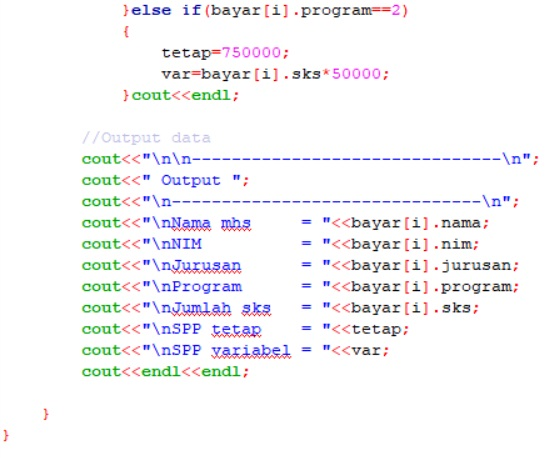 }else if(bayar[i].program==2)
{
tetap=750000;
var=bayar[i].sks*50000;
}cout<<endl;
//Output data
cout<<"\n\n-------------------------------\n";
cout<<" Output ";
cout<<"\n-------------------------------\n";
cout<<"\nNama mhs     = "<<bayar[i].nama;
cout<<"\nNIM          = "<<bayar[i].nim;
cout<<"\nJurusan      = "<<bayar[i].jurusan;
cout<<"\nProgram      = "<<bayar[i].program;
cout<<"\nJumlah sks   = "<<bayar[i].sks;
cout<<"\nSPP tetap    = "<<tetap;
cout<<"\nSPP variabel = "<<var;
cout<<endl<<endl;
}
}